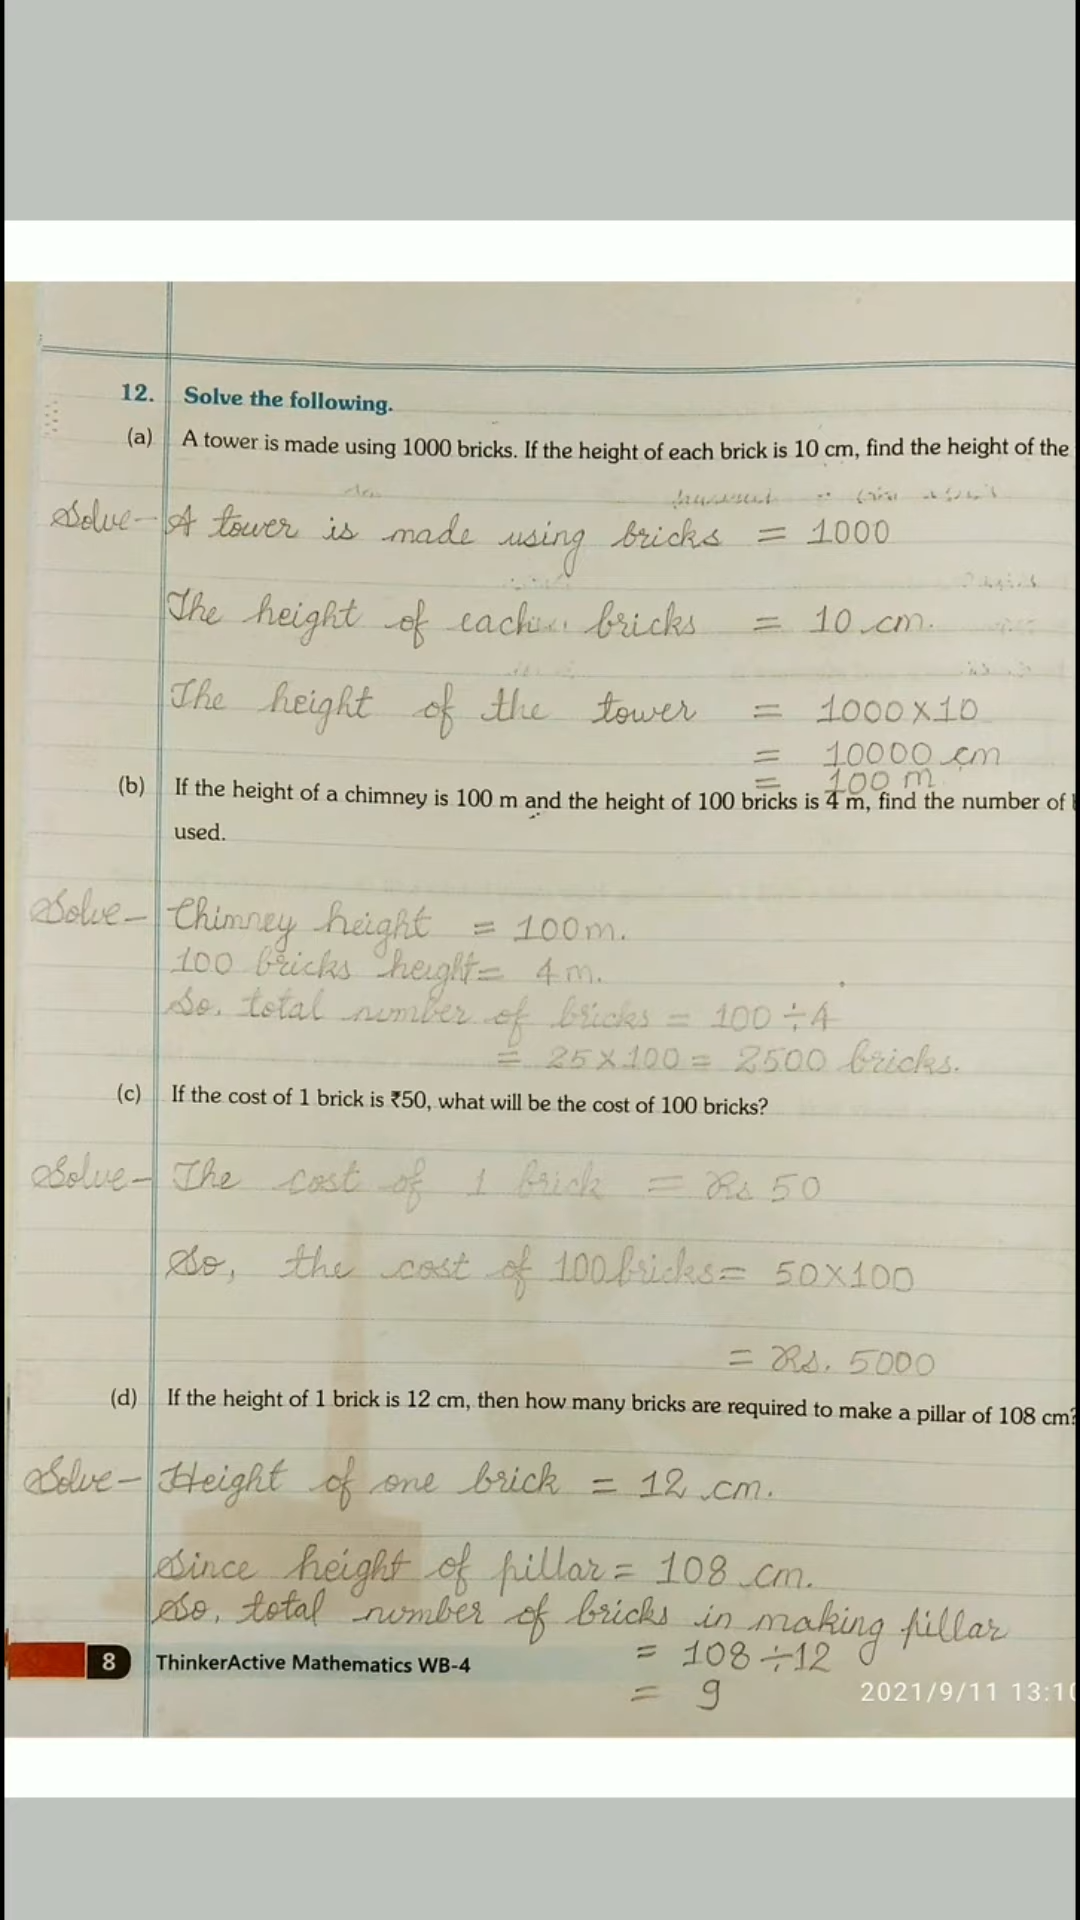 12. Solve the following.
(a) A tower is made using 1000 bricks. If the height of each brick is 10 cm, find the height of the
Solve- A tower is made using bricks = 1000
The height of each bricks = 10 cm.
The height of the tower = 1000 x 10
= 10000 cm
= 100 m
(b) If the height of a chimney is 100 m and the height of 100 bricks is 4 m, find the number of
used.
Solve- Chimney height = 100m.
100 bricks height = 4 m.
So, total number of bricks = 100 ÷ 4
= 25 x 100 = 2500 bricks.
(c) If the cost of 1 brick is ₹50, what will be the cost of 100 bricks?
Solve- The cost of 1 brick = Rs 50
So, the cost of 100 bricks = 50x100
= Rs. 5000
(d) If the height of 1 brick is 12 cm, then how many bricks are required to make a pillar of 108 cm?
Solve- Height of one brick = 12 cm.
Since height of pillar = 108 cm.
So, total number of bricks in making pillar
= 108 ÷ 12
= 9
8 ThinkerActive Mathematics WB-4
2021/9/11 13:10